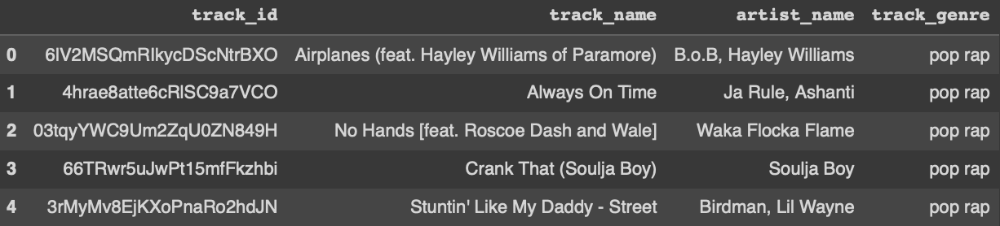 track_id track_name artist_name track_genre
0 6lV2MSQmRIkycDScNtrBXO Airplanes (feat. Hayley Williams of Paramore) B.o.B, Hayley Williams pop rap
1 4hrae8atte6cRlSC9a7VCO Always On Time Ja Rule, Ashanti pop rap
2 03tqyYWC9Um2ZqU0ZN849H No Hands [feat. Roscoe Dash and Wale] Waka Flocka Flame pop rap
3 66TRwr5uJwPt15mfFkzhbi Crank That (Soulja Boy) Soulja Boy pop rap
4 3rMyMv8EjKXoPnaRo2hdJN Stuntin' Like My Daddy - Street Birdman, Lil Wayne pop rap